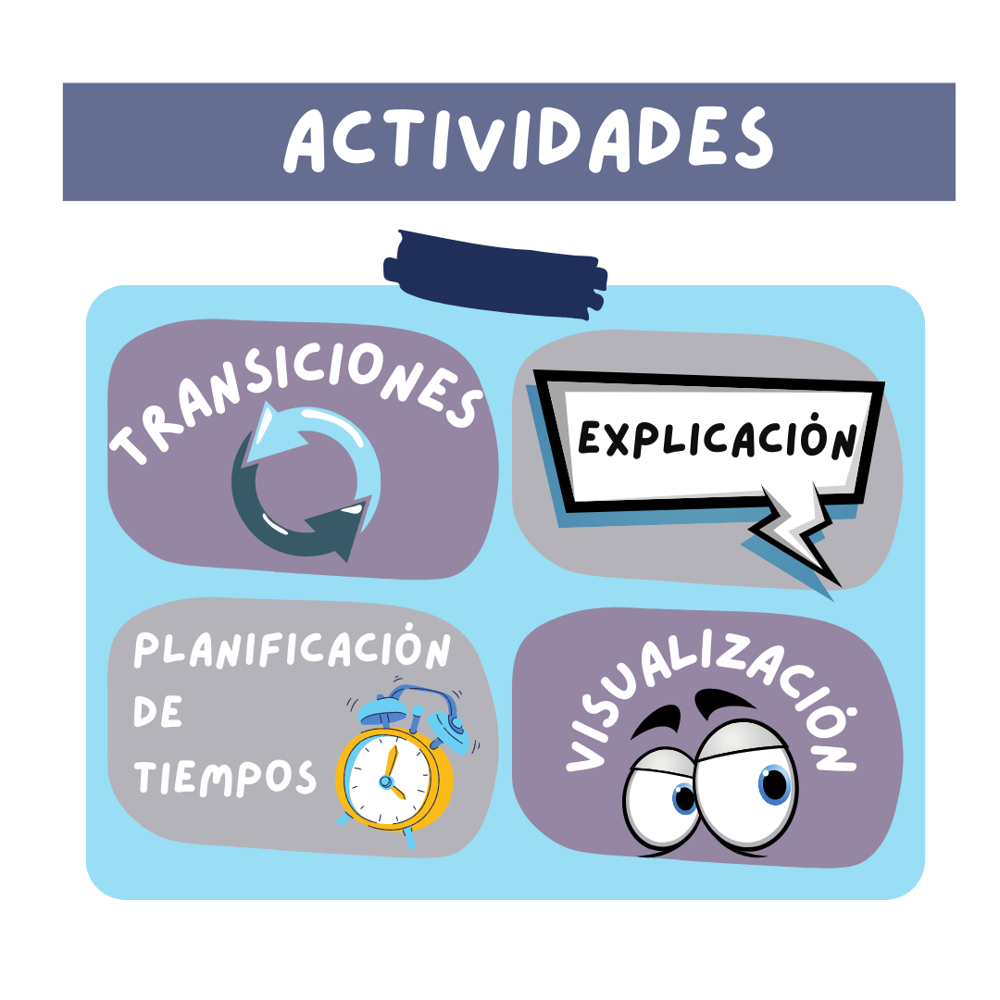 ACTIVIDADES
TRANSICIONES
EXPLICACIÓN
PLANIFICACIÓN
DE
TIEMPOS
VISUALIZACIÓN